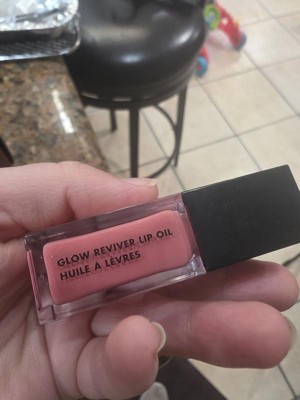 GLOW REVIVER LIP OIL
HUILE À LÈVRES